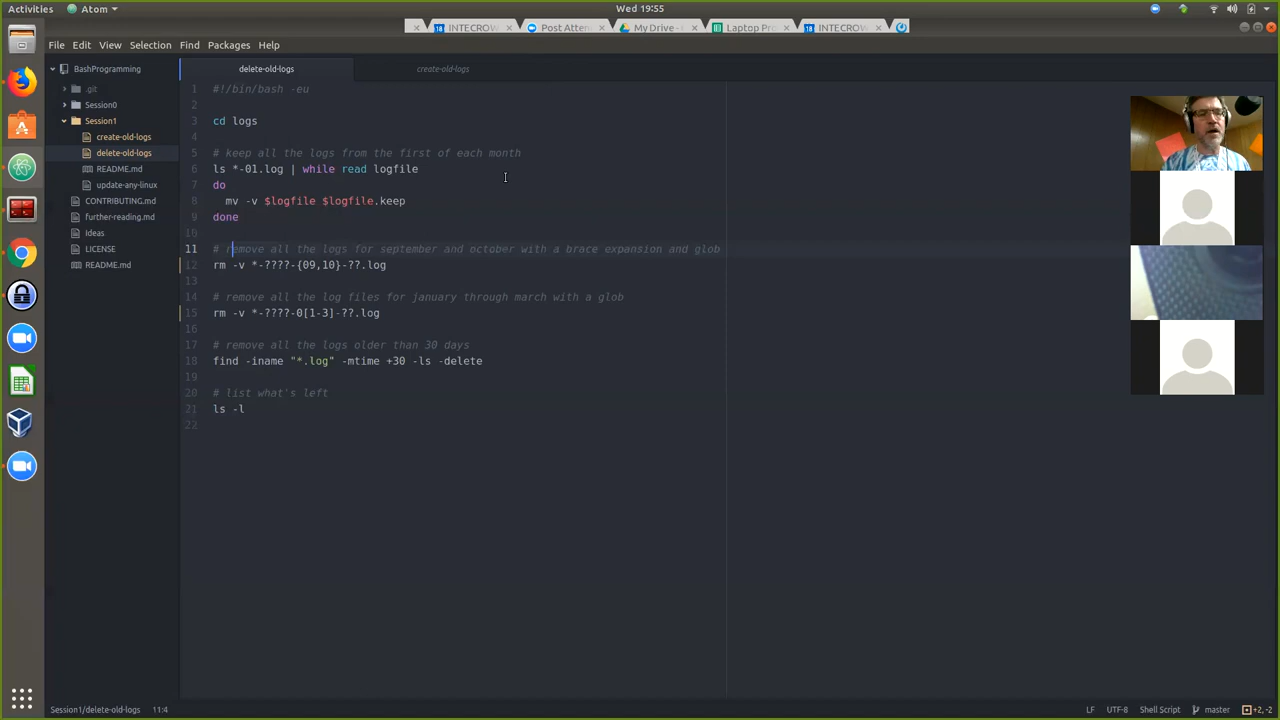 Activities
Atom
Wed 19:55
INTECROW
Post Atten
My Drive -
Laptop Pro
INTECROW
File Edit View Selection Find Packages Help
BashProgramming
.git
Session0
Session1
create-old-logs
delete-old-logs
README.md
update-any-linux
CONTRIBUTING.md
further-reading.md
Ideas
LICENSE
README.md
delete-old-logs
create-old-logs
1 #!/bin/bash -eu
2
3 cd logs
4
5 # keep all the logs from the first of each month
6 ls *-01.log | while read logfile
7 do
8 mv -v $logfile $logfile.keep
9 done
10
11 # remove all the logs for september and october with a brace expansion and glob
12 rm -v *-????-{09,10}-??.log
13
14 # remove all the log files for january through march with a glob
15 rm -v *-????-0[1-3]-??.log
16
17 # remove all the logs older than 30 days
18 find -iname "*.log" -mtime +30 -ls -delete
19
20 # list what's left
21 ls -l
22
Session1/delete-old-logs 11:4
LF UTF-8 Shell Script master +2, -2